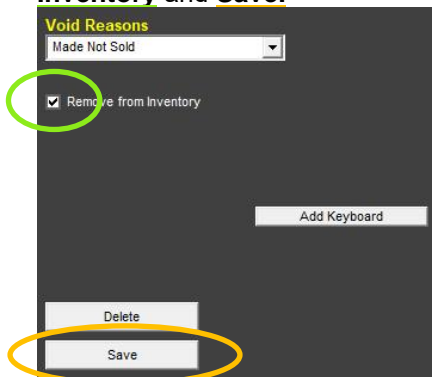 Inventory and Save.
Void Reasons
Made Not Sold
Remove from Inventory
Add Keyboard
Delete
Save